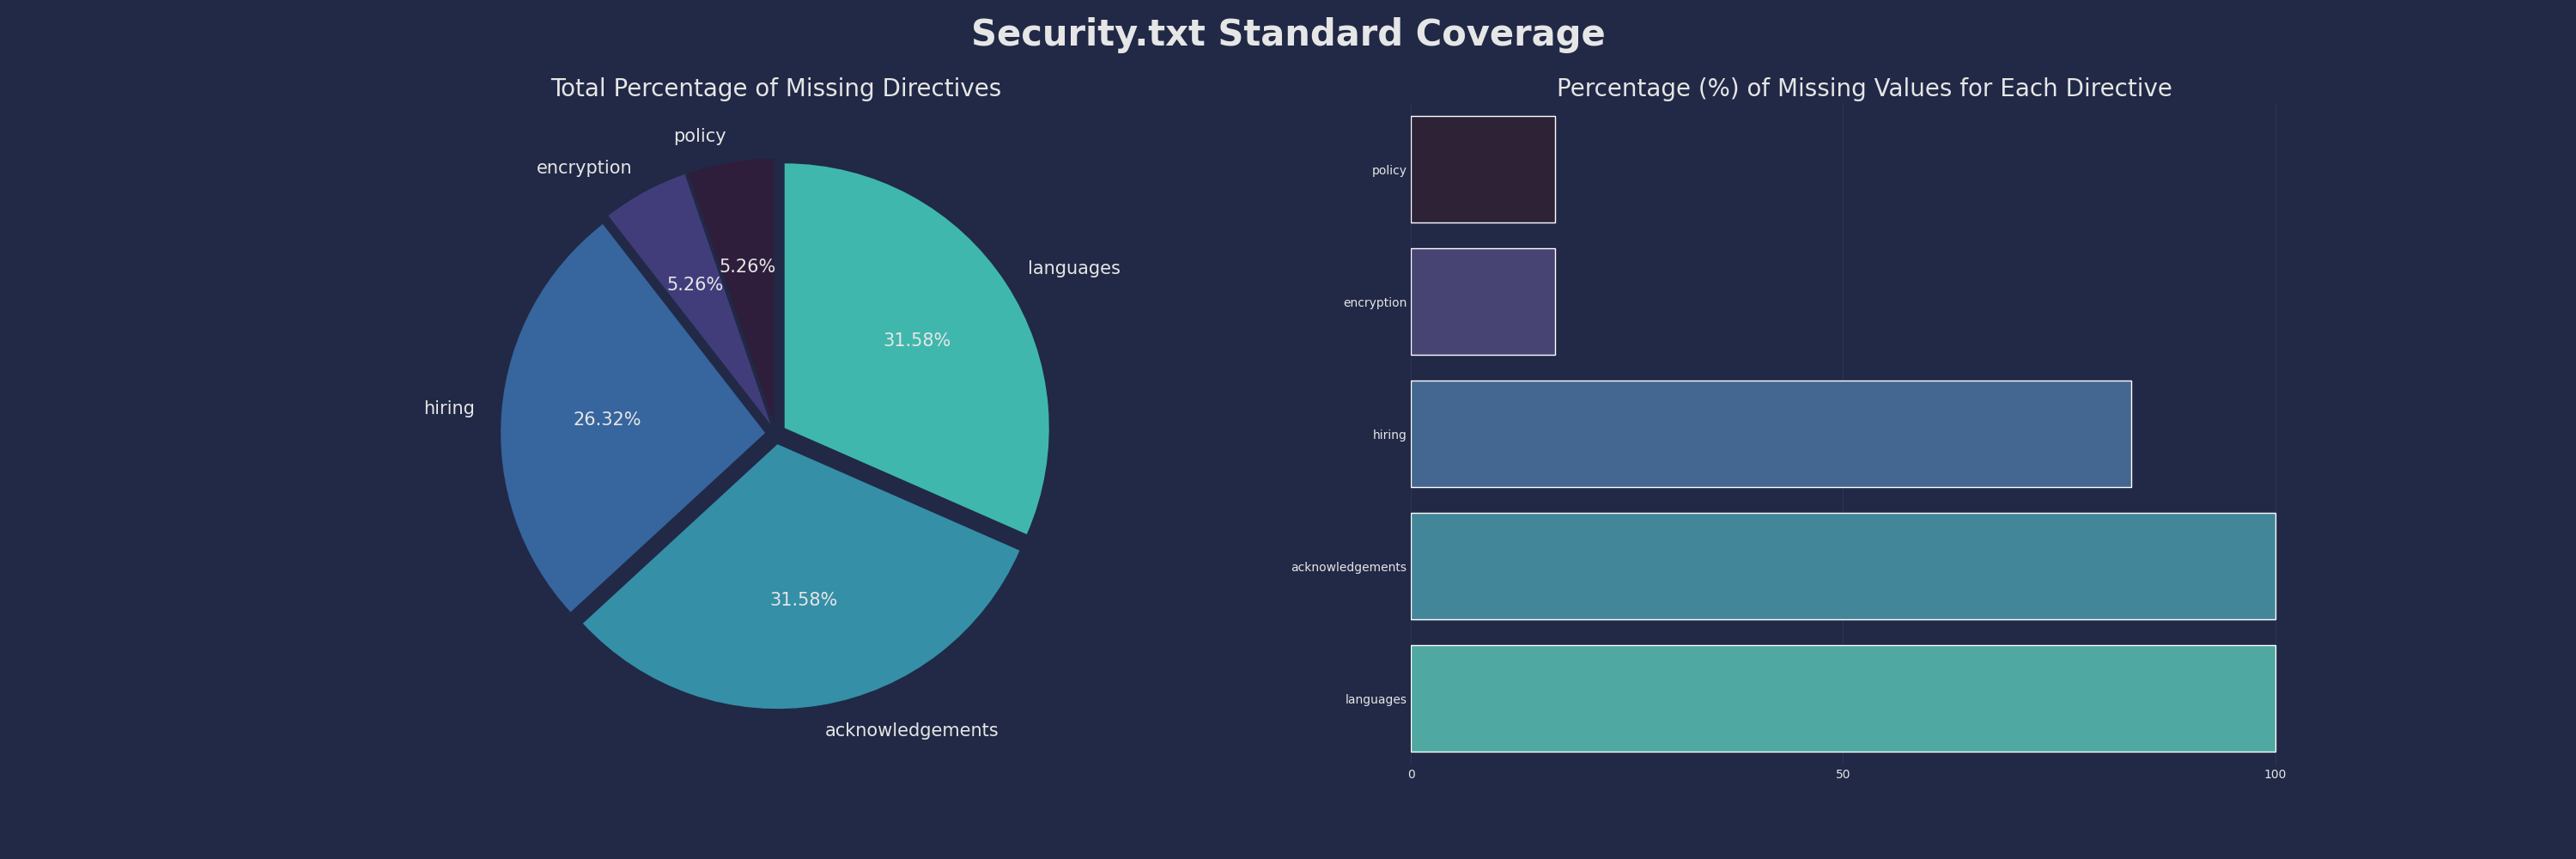 Security.txt Standard Coverage
Total Percentage of Missing Directives
policy
encryption
languages
hiring
acknowledgements
5.26%
5.26%
31.58%
26.32%
31.58%
Percentage (%) of Missing Values for Each Directive
policy
encryption
hiring
acknowledgements
languages
0
50
100